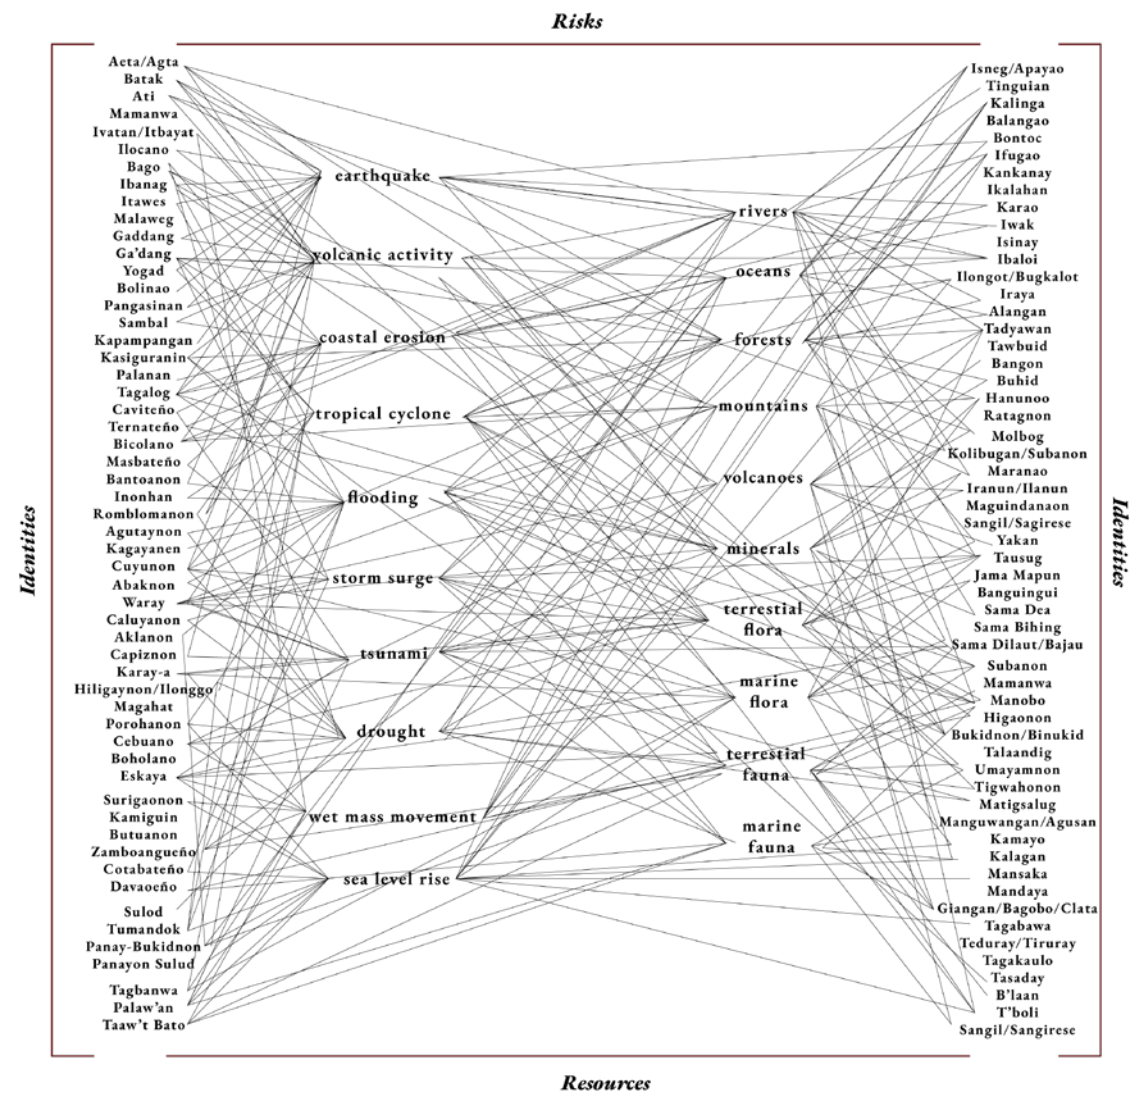 Risks
Aeta/Agta
Batak
Ati
Mamanwa
Ivatan/Itbayat
Ilocano
Bago
Ibanag
Itawes
Malaweg
Gaddang
Ga'dang
Yogad
Bolinao
Pangasinan
Sambal
Kapampangan
Kasiguranin
Palanan
Tagalog
Caviteño
Ternateño
Bicolano
Masbateño
Bantoanon
Inonhan
Romblomanon
Agutaynon
Kagayanen
Cuyunon
Abaknon
Waray
Caluyanon
Aklanon
Capiznon
Karay-a
Hiligaynon/Ilonggo
Magahat
Porohanon
Cebuano
Boholano
Eskaya
Surigaonon
Kamiguin
Butuanon
Zamboangueño
Cotabateño
Davaoeño
Sulod
Tumandok
Panay-Bukidnon
Panayon Sulud
Tagbanwa
Palaw'an
Taaw't Bato
Identities
earthquake
volcanic activity
coastal erosion
tropical cyclone
flooding
storm surge
tsunami
drought
wet mass movement
sea level rise
rivers
oceans
forests
mountains
volcanoes
minerals
terrestial
flora
marine
flora
terrestial
fauna
marine
fauna
Isneg/Apayao
Tinguian
Kalinga
Balangao
Bontoc
Ifugao
Kankanay
Ikalahan
Karao
Iwak
Isinay
Ibaloi
Ilongot/Bugkalot
Iraya
Alangan
Tadyawan
Tawbuid
Bangon
Buhid
Hanunoo
Ratagnon
Molbog
Kolibugan/Subanon
Maranao
Iranun/Ilanun
Maguindanaon
Sangil/Sagirese
Yakan
Tausug
Jama Mapun
Banguingui
Sama Dea
Sama Bihing
Sama Dilaut/Bajau
Subanon
Mamanwa
Manobo
Higaonon
Bukidnon/Binukid
Talaandig
Umayamnon
Tigwahonon
Matigsalug
Manguwangan/Agusan
Kamayo
Kalagan
Mansaka
Mandaya
Giangan/Bagobo/Clata
Tagabawa
Teduray/Tiruray
Tagakaulo
Tasaday
B'laan
T'boli
Sangil/Sangirese
Identities
Resources